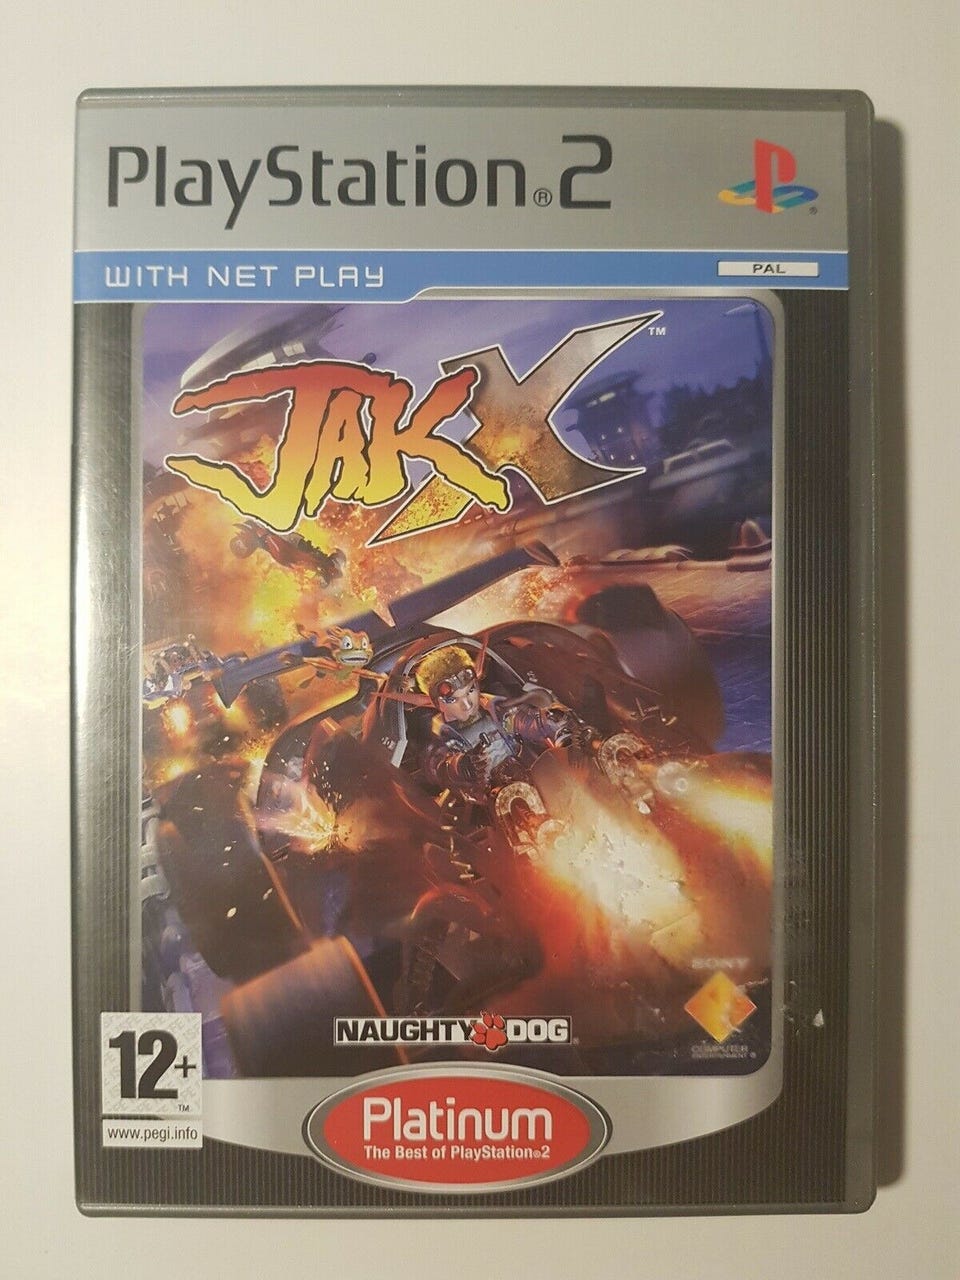 PlayStation®2
WITH NET PLAY
PAL
JAK X™
SONY
COMPUTER
ENTERTAINMENT®
NAUGHTY DOG®
12+™
www.pegi.info
Platinum
The Best of PlayStation®2